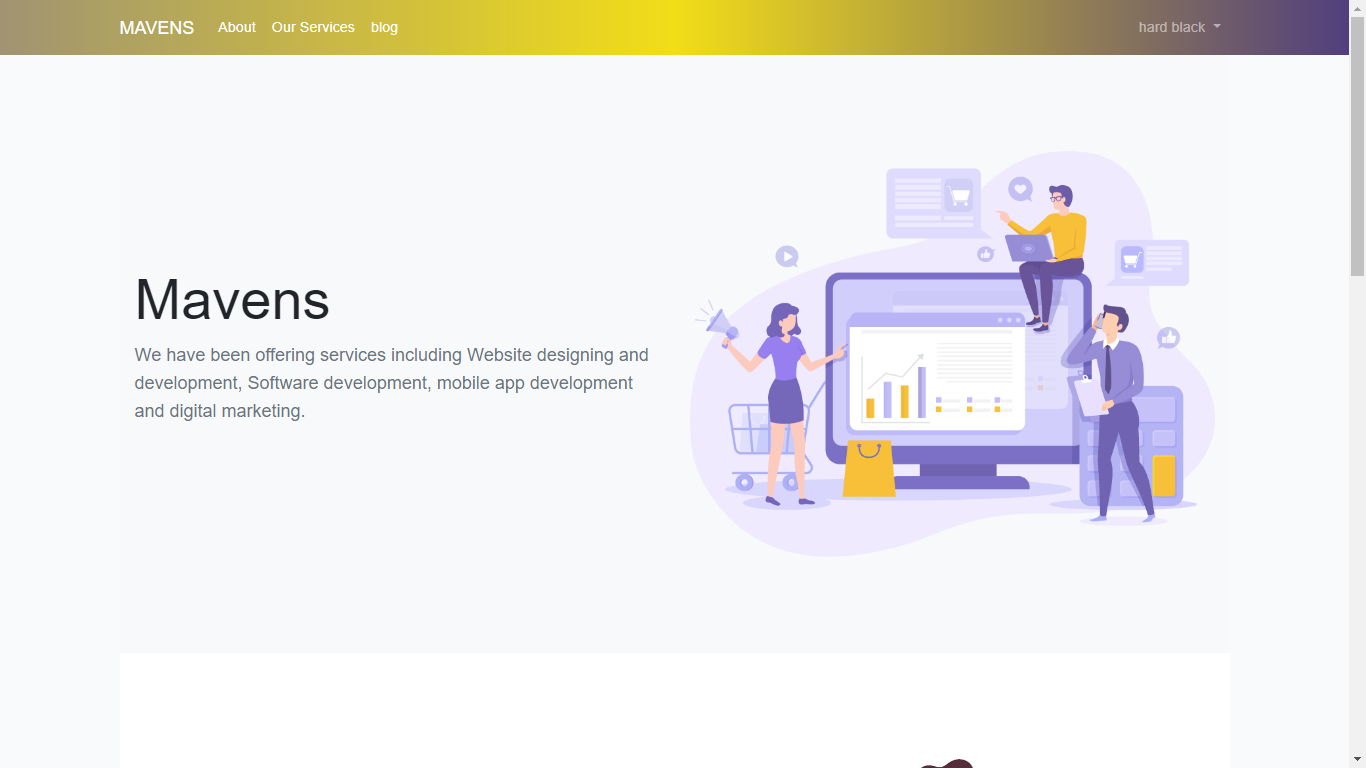 MAVENS About Our Services blog hard black
Mavens
We have been offering services including Website designing and
development, Software development, mobile app development
and digital marketing.